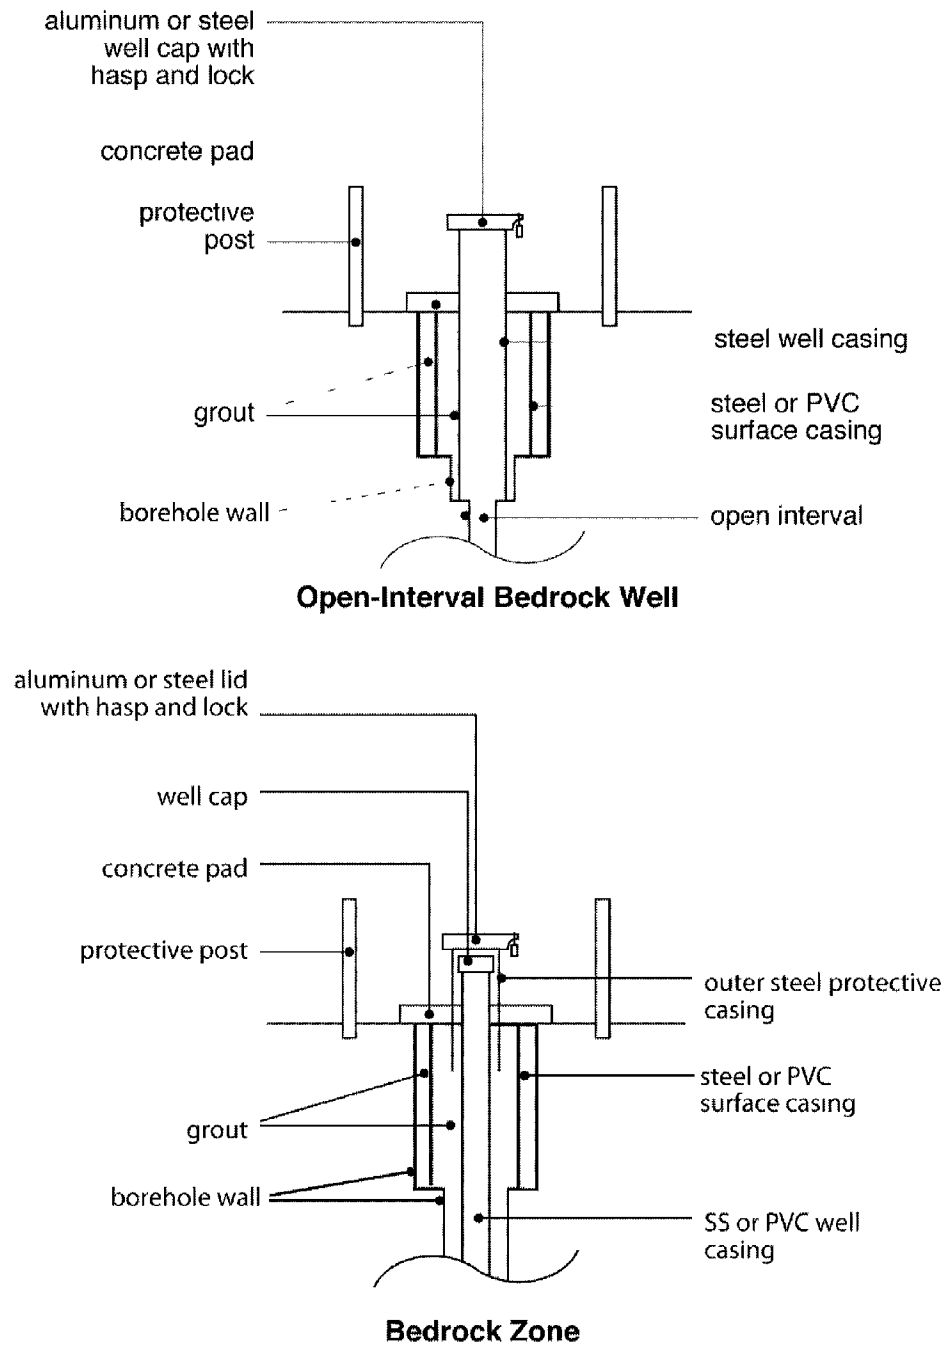 aluminum or steel
well cap with
hasp and lock
concrete pad
protective
post
steel well casing
grout
steel or PVC
surface casing
borehole wall
open interval
Open-Interval Bedrock Well
aluminum or steel lid
with hasp and lock
well cap
concrete pad
protective post
outer steel protective
casing
steel or PVC
surface casing
grout
borehole wall
SS or PVC well
casing
Bedrock Zone